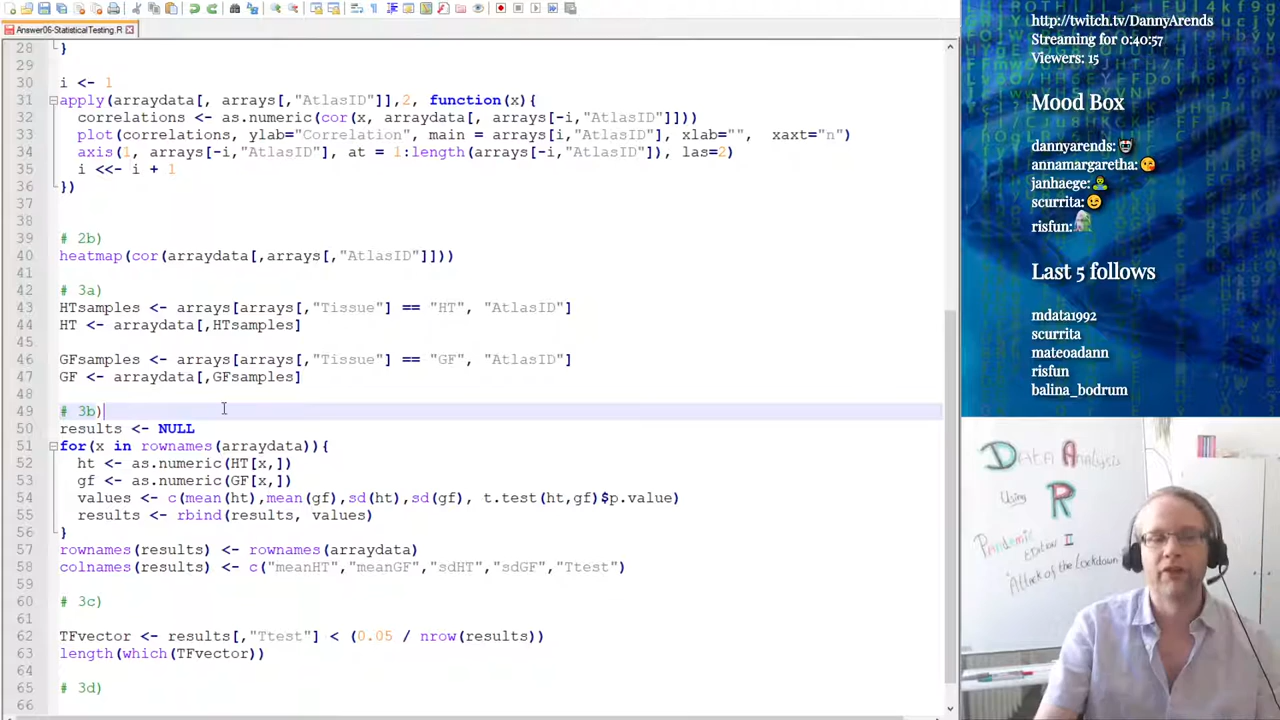 Answer06-StatisticalTesting.R
28 }
29
30 i <- 1
31 apply(arraydata[, arrays[,"AtlasID"]],2, function(x){
32 correlations <- as.numeric(cor(x, arraydata[, arrays[-i,"AtlasID"]]))
33 plot(correlations, ylab="Correlation", main = arrays[i,"AtlasID"], xlab="", xaxt="n")
34 axis(1, arrays[-i,"AtlasID"], at = 1:length(arrays[-i,"AtlasID"]), las=2)
35 i <<- i + 1
36 })
37
38
39 # 2b)
40 heatmap(cor(arraydata[,arrays[,"AtlasID"]]))
41
42 # 3a)
43 HTsamples <- arrays[arrays[,"Tissue"] == "HT", "AtlasID"]
44 HT <- arraydata[,HTsamples]
45
46 GFsamples <- arrays[arrays[,"Tissue"] == "GF", "AtlasID"]
47 GF <- arraydata[,GFsamples]
48
49 # 3b)
50 results <- NULL
51 for(x in rownames(arraydata)){
52 ht <- as.numeric(HT[x,])
53 gf <- as.numeric(GF[x,])
54 values <- c(mean(ht),mean(gf),sd(ht),sd(gf), t.test(ht,gf)$p.value)
55 results <- rbind(results, values)
56 }
57 rownames(results) <- rownames(arraydata)
58 colnames(results) <- c("meanHT","meanGF","sdHT","sdGF","Ttest")
59
60 # 3c)
61
62 TFvector <- results[,"Ttest"] < (0.05 / nrow(results))
63 length(which(TFvector))
64
65 # 3d)
66
http://twitch.tv/DannyArends
Streaming for 0:40:57
Viewers: 15
Mood Box
dannyarends:
annamargaretha:
janhaege:
scurrita:
risfun:
Last 5 follows
mdata1992
scurrita
mateoadann
risfun
balina_bodrum
Data Analysis
Using
R
Pandemic
Edition II
"Attack of the Lockdown"